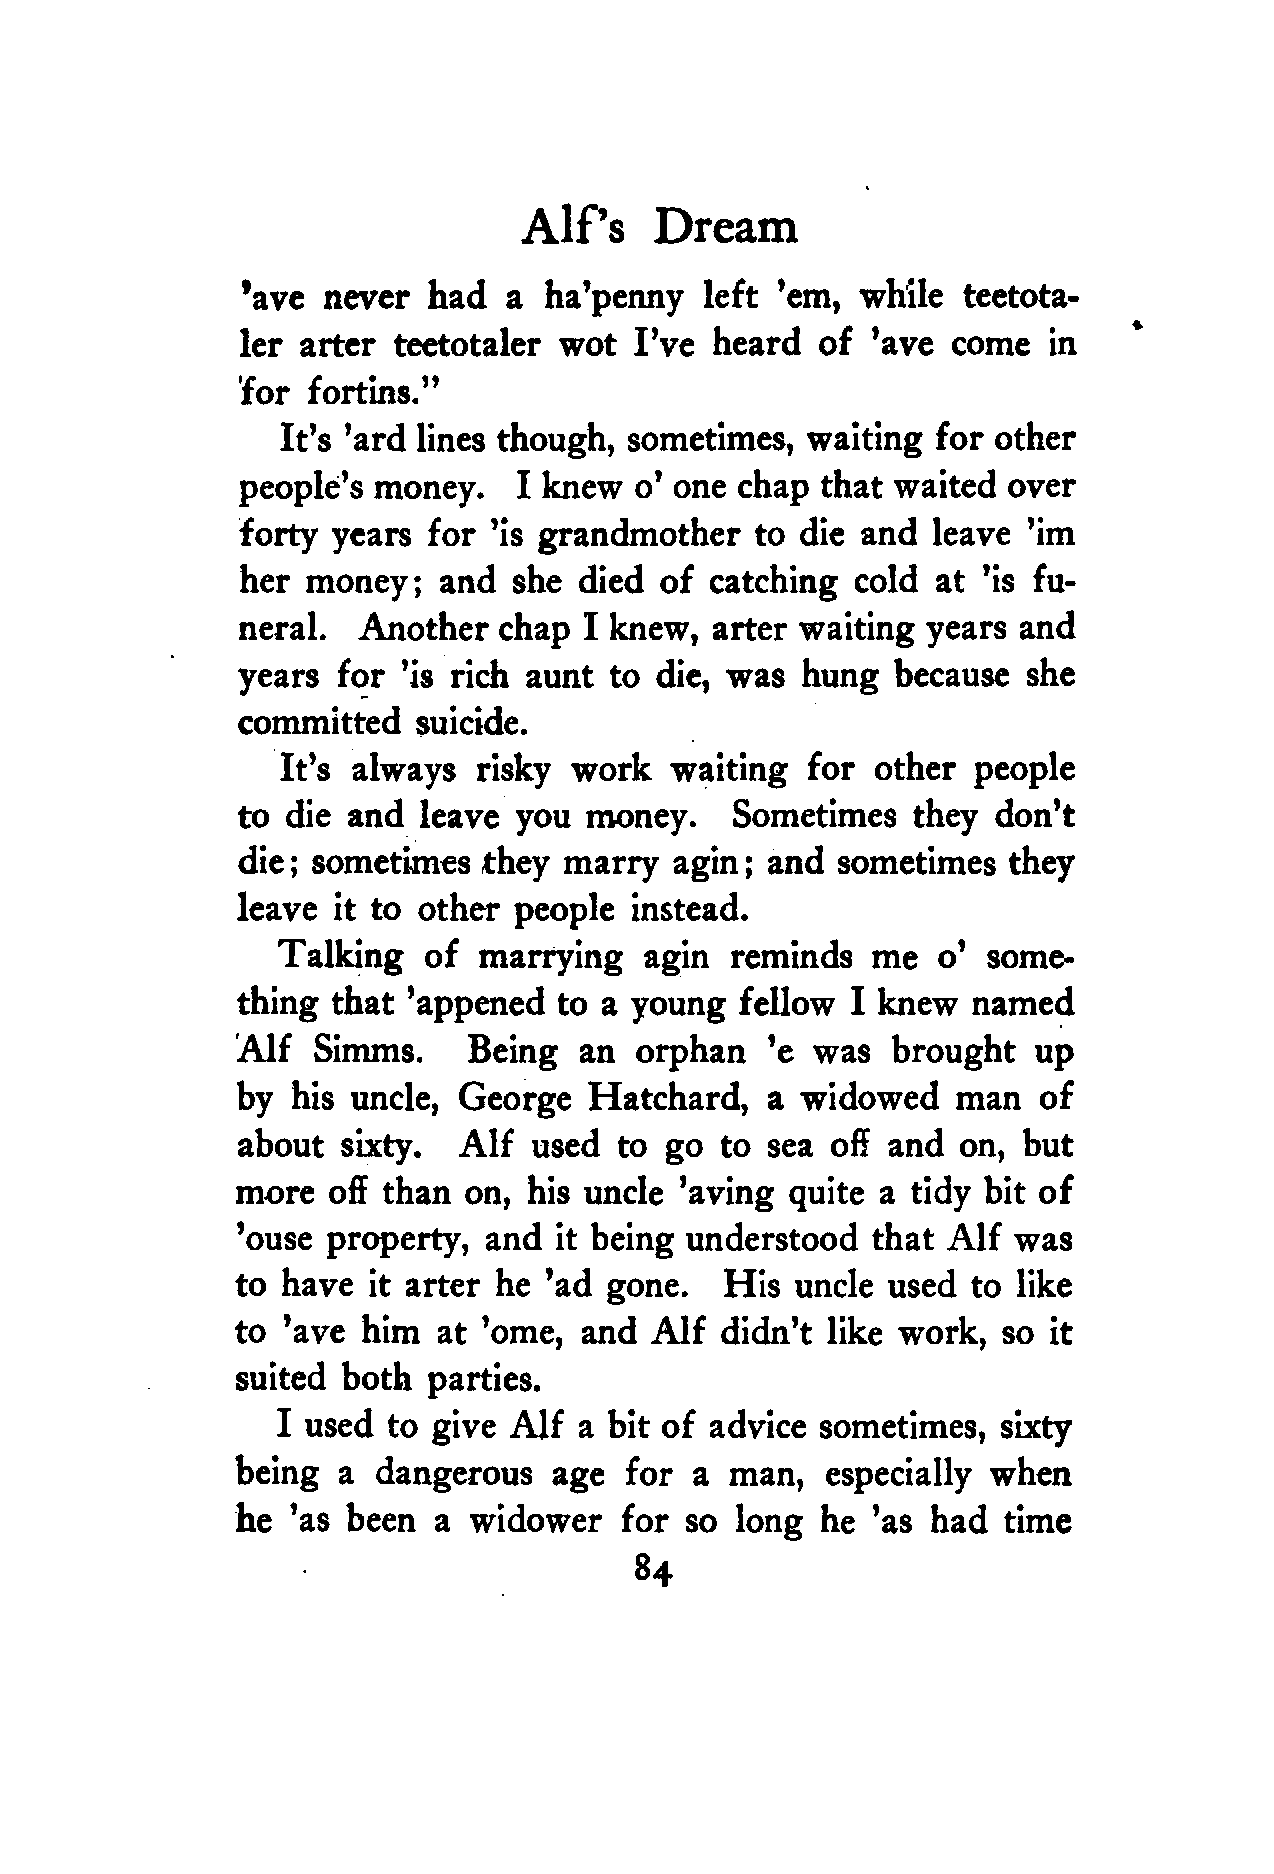 Alf's Dream
'ave never had a ha'penny left 'em, while teetota-
ler arter teetotaler wot I've heard of 'ave come in
for fortins."
It's 'ard lines though, sometimes, waiting for other
people's money. I knew o' one chap that waited over
forty years for 'is grandmother to die and leave 'im
her money; and she died of catching cold at 'is fu-
neral. Another chap I knew, arter waiting years and
years for 'is rich aunt to die, was hung because she
committed suicide.
It's always risky work waiting for other people
to die and leave you money. Sometimes they don't
die; sometimes they marry agin; and sometimes they
leave it to other people instead.
Talking of marrying agin reminds me o' some-
thing that 'appened to a young fellow I knew named
Alf Simms. Being an orphan 'e was brought up
by his uncle, George Hatchard, a widowed man of
about sixty. Alf used to go to sea off and on, but
more off than on, his uncle 'aving quite a tidy bit of
'ouse property, and it being understood that Alf was
to have it arter he 'ad gone. His uncle used to like
to 'ave him at 'ome, and Alf didn't like work, so it
suited both parties.
I used to give Alf a bit of advice sometimes, sixty
being a dangerous age for a man, especially when
he 'as been a widower for so long he 'as had time
84